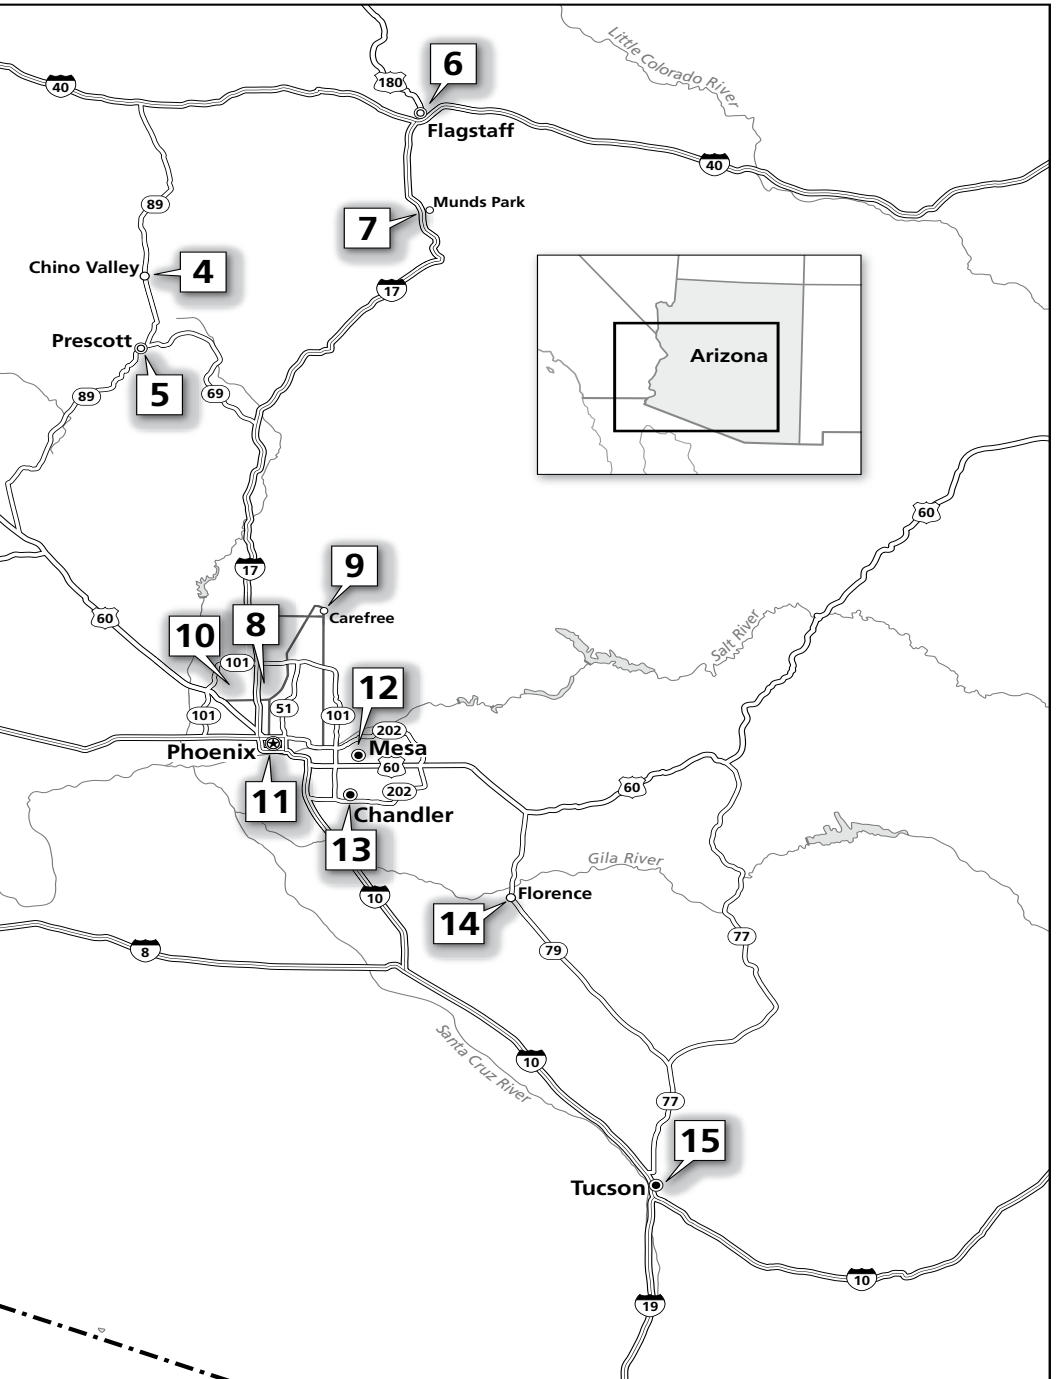 Little Colorado River
6
180
40
Flagstaff
40
Munds Park
89
7
Chino Valley
4
17
Prescott
Arizona
5
89
69
60
9
17
60
8
Carefree
10
Salt River
101
12
51
101
101
202
Mesa
Phoenix
60
60
202
11
Chandler
13
Gila River
10
Florence
14
77
79
8
Santa Cruz River
10
77
15
Tucson
10
19